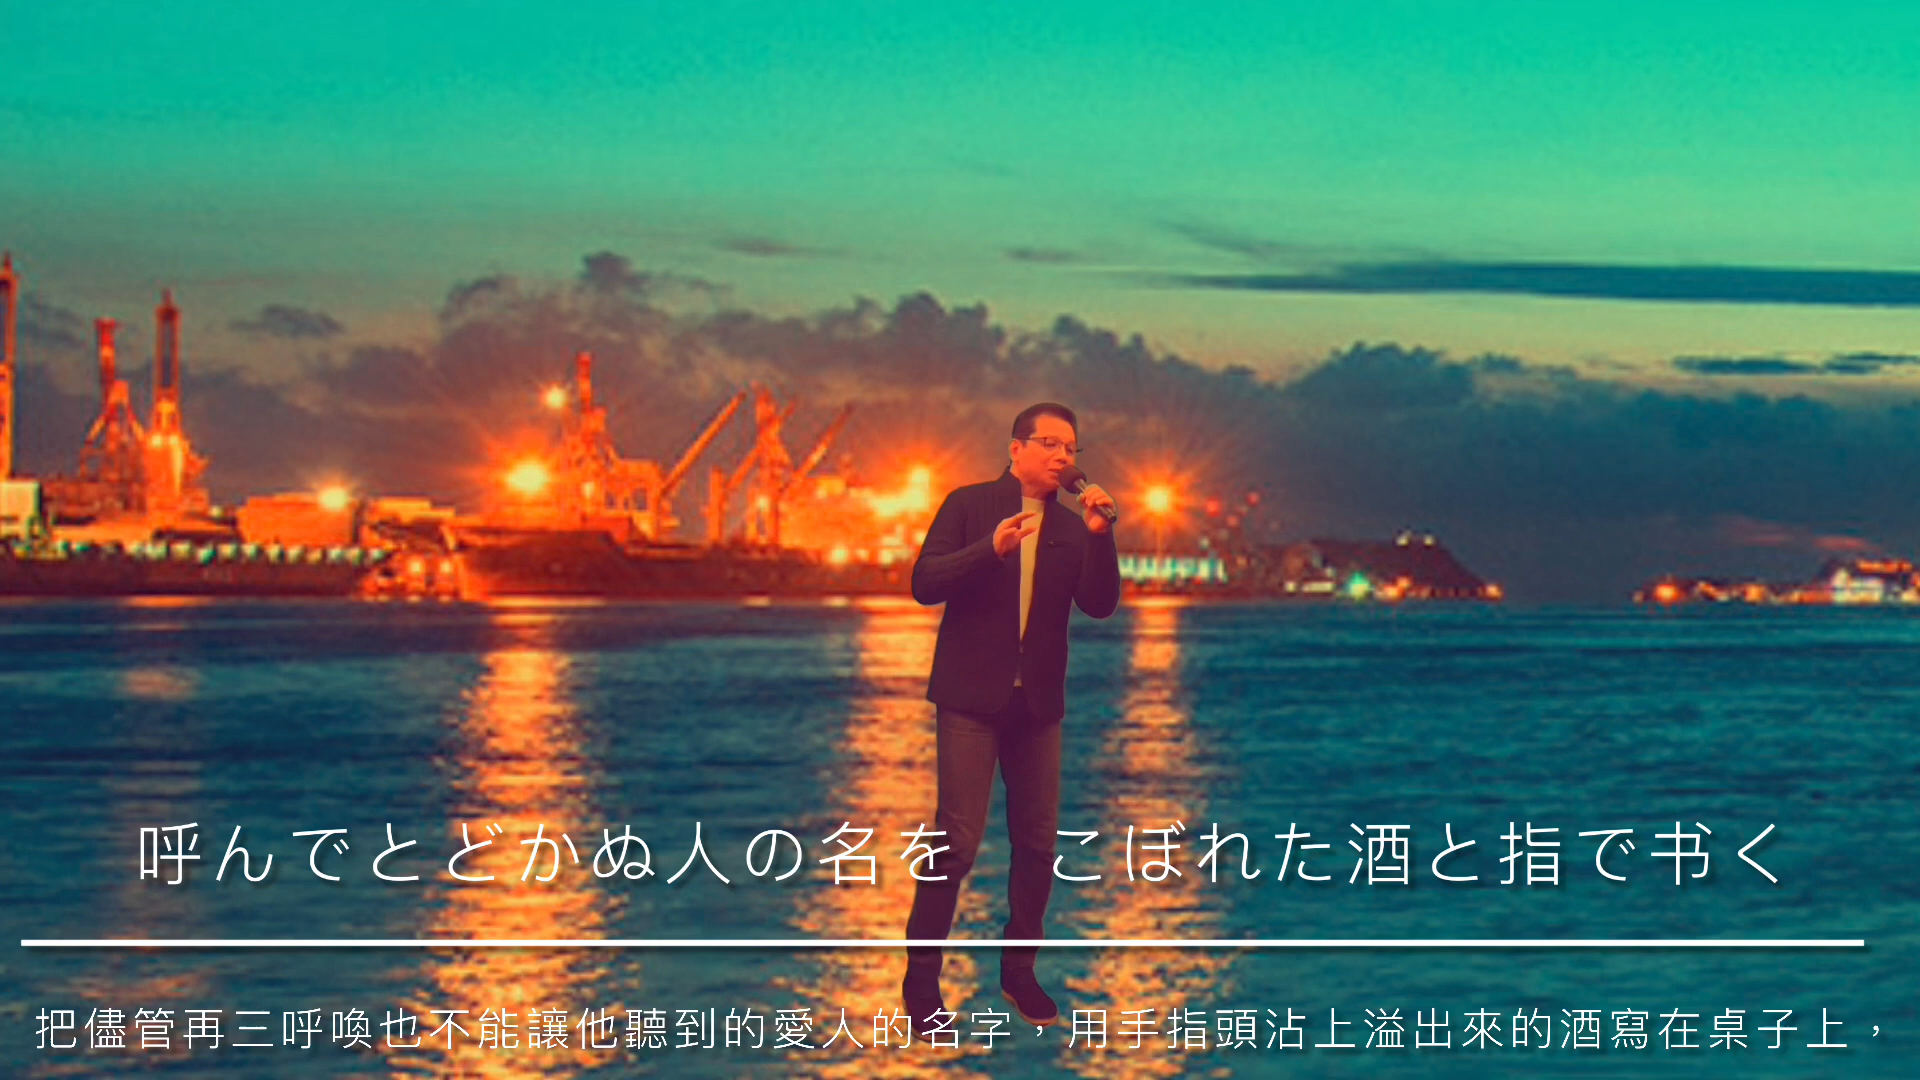 呼んでとどかぬ人の名を　こぼれた酒と指で书く
把儘管再三呼喚也不能讓他聽到的愛人的名字，用手指頭沾上溢出來的酒寫在桌子上，